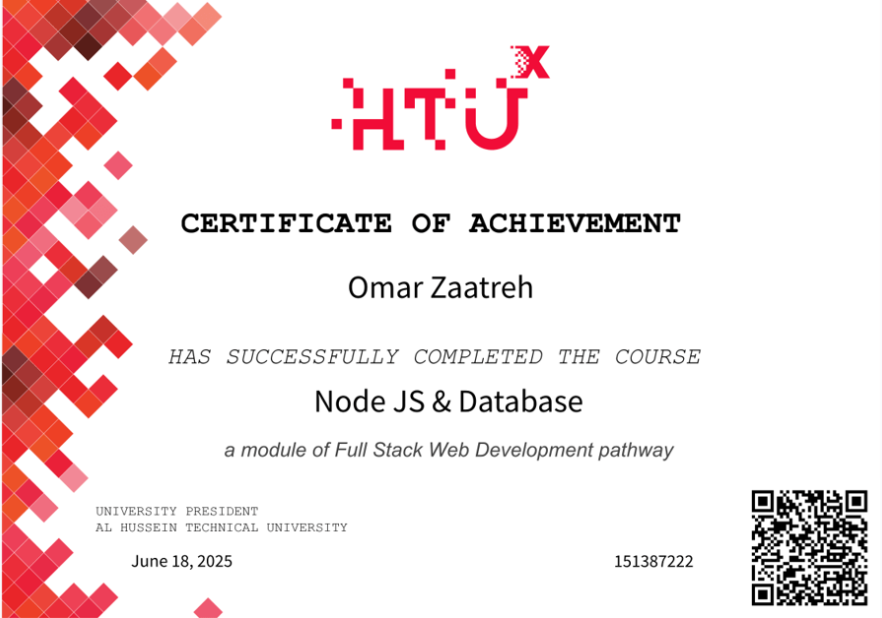 HTU X
CERTIFICATE OF ACHIEVEMENT
Omar Zaatreh
HAS SUCCESSFULLY COMPLETED THE COURSE
Node JS & Database
a module of Full Stack Web Development pathway
UNIVERSITY PRESIDENT
AL HUSSEIN TECHNICAL UNIVERSITY
June 18, 2025
151387222